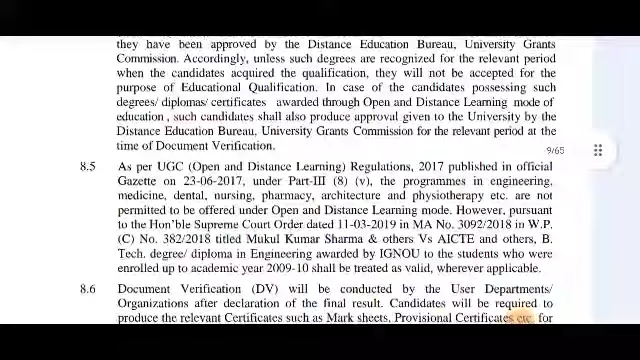 they have been approved by the Distance Education Bureau, University Grants
Commission. Accordingly, unless such degrees are recognized for the relevant period
when the candidates acquired the qualification, they will not be accepted for the
purpose of Educational Qualification. In case of the candidates possessing such
degrees/ diplomas/ certificates awarded through Open and Distance Learning mode of
education , such candidates shall also produce approval given to the University by the
Distance Education Bureau, University Grants Commission for the relevant period at the
time of Document Verification.
9/65
8.5 As per UGC (Open and Distance Learning) Regulations, 2017 published in official
Gazette on 23-06-2017, under Part-III (8) (v), the programmes in engineering,
medicine, dental, nursing, pharmacy, architecture and physiotherapy etc. are not
permitted to be offered under Open and Distance Learning mode. However, pursuant
to the Hon’ble Supreme Court Order dated 11-03-2019 in MA No. 3092/2018 in W.P.
(C) No. 382/2018 titled Mukul Kumar Sharma & others Vs AICTE and others, B.
Tech. degree/ diploma in Engineering awarded by IGNOU to the students who were
enrolled up to academic year 2009-10 shall be treated as valid, wherever applicable.
8.6 Document Verification (DV) will be conducted by the User Departments/
Organizations after declaration of the final result. Candidates will be required to
produce the relevant Certificates such as Mark sheets, Provisional Certificates etc. for